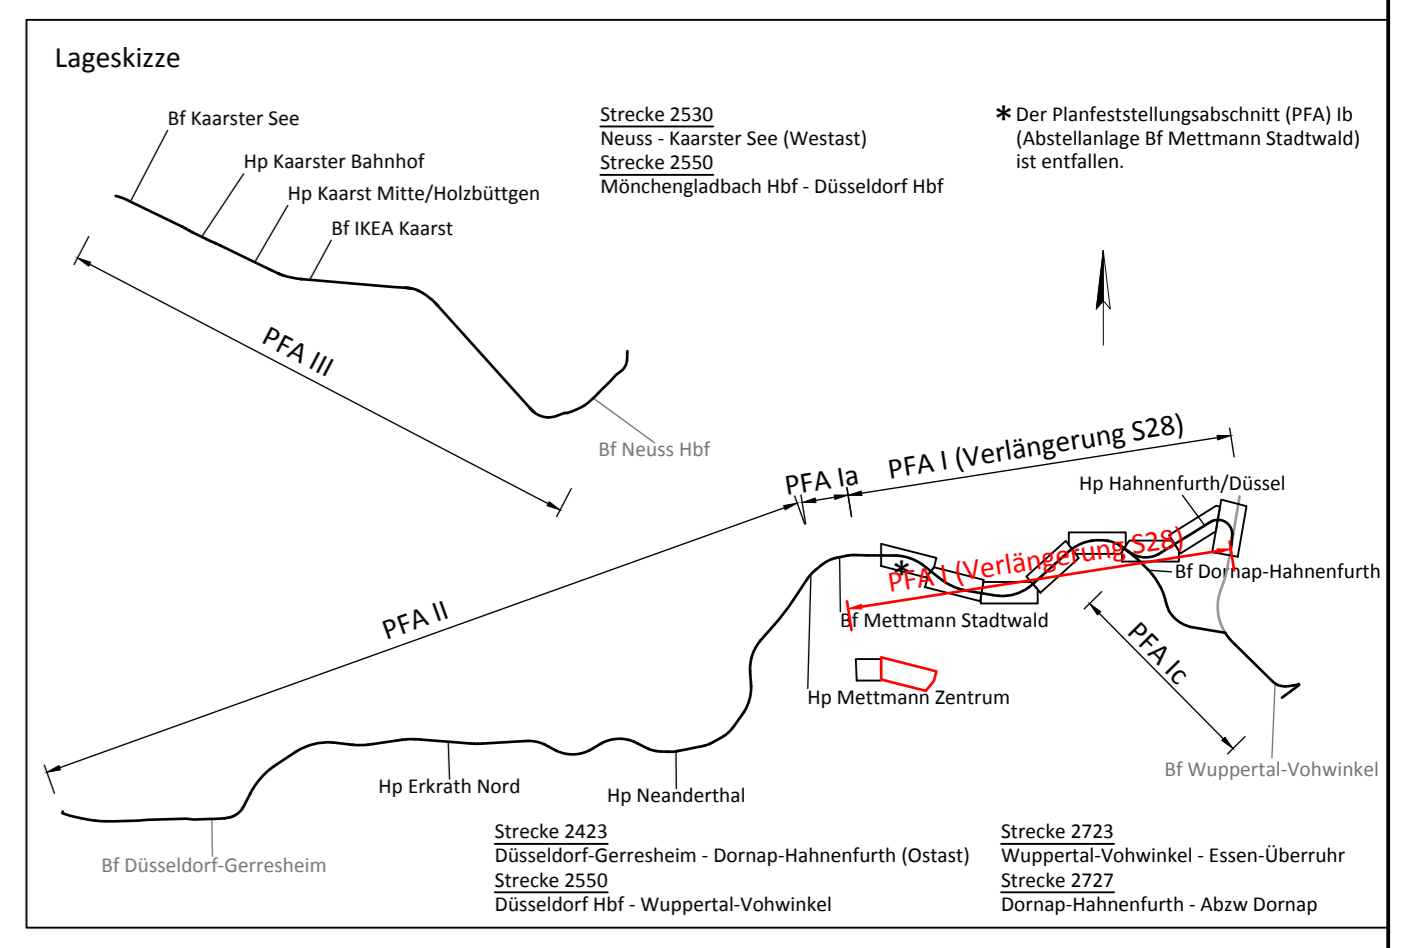 Lageskizze
Bf Kaarster See
Hp Kaarster Bahnhof
Hp Kaarst Mitte/Holzbüttgen
Bf IKEA Kaarst
Strecke 2530
Neuss - Kaarster See (Westast)
Strecke 2550
Mönchengladbach Hbf - Düsseldorf Hbf
* Der Planfeststellungsabschnitt (PFA) Ib
(Abstellanlage Bf Mettmann Stadtwald)
ist entfallen.
PFA III
Bf Neuss Hbf
PFA Ia
PFA I (Verlängerung S28)
Hp Hahnenfurth/Düssel
PFA I (Verlängerung S28)
*
Bf Dornap-Hahnenfurth
PFA II
Bf Mettmann Stadtwald
PFA Ic
Hp Mettmann Zentrum
Bf Wuppertal-Vohwinkel
Hp Erkrath Nord
Hp Neanderthal
Bf Düsseldorf-Gerresheim
Strecke 2423
Düsseldorf-Gerresheim - Dornap-Hahnenfurth (Ostast)
Strecke 2550
Düsseldorf Hbf - Wuppertal-Vohwinkel
Strecke 2723
Wuppertal-Vohwinkel - Essen-Überruhr
Strecke 2727
Dornap-Hahnenfurth - Abzw Dornap